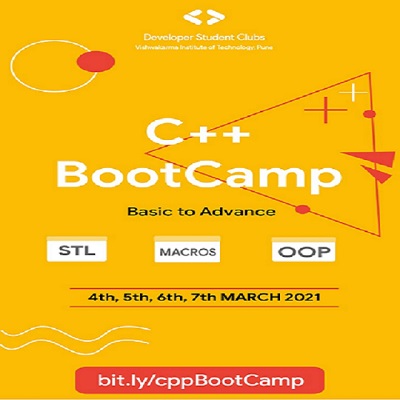 Developer Student Clubs
Vishwakarma Institute of Technology, Pune
C++
BootCamp
Basic to Advance
STL
MACROS
OOP
4th, 5th, 6th, 7th MARCH 2021
bit.ly/cppBootCamp